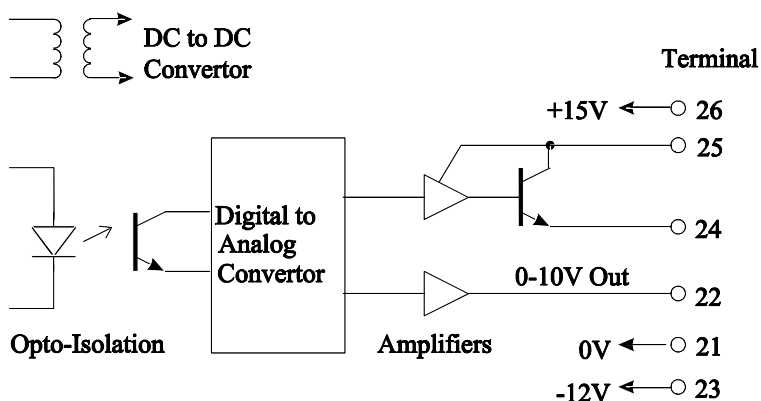 DC to DC
Convertor
Terminal
+15V
26
25
Digital to
Analog
Convertor
24
0-10V Out
22
Opto-Isolation
Amplifiers
0V
21
-12V
23